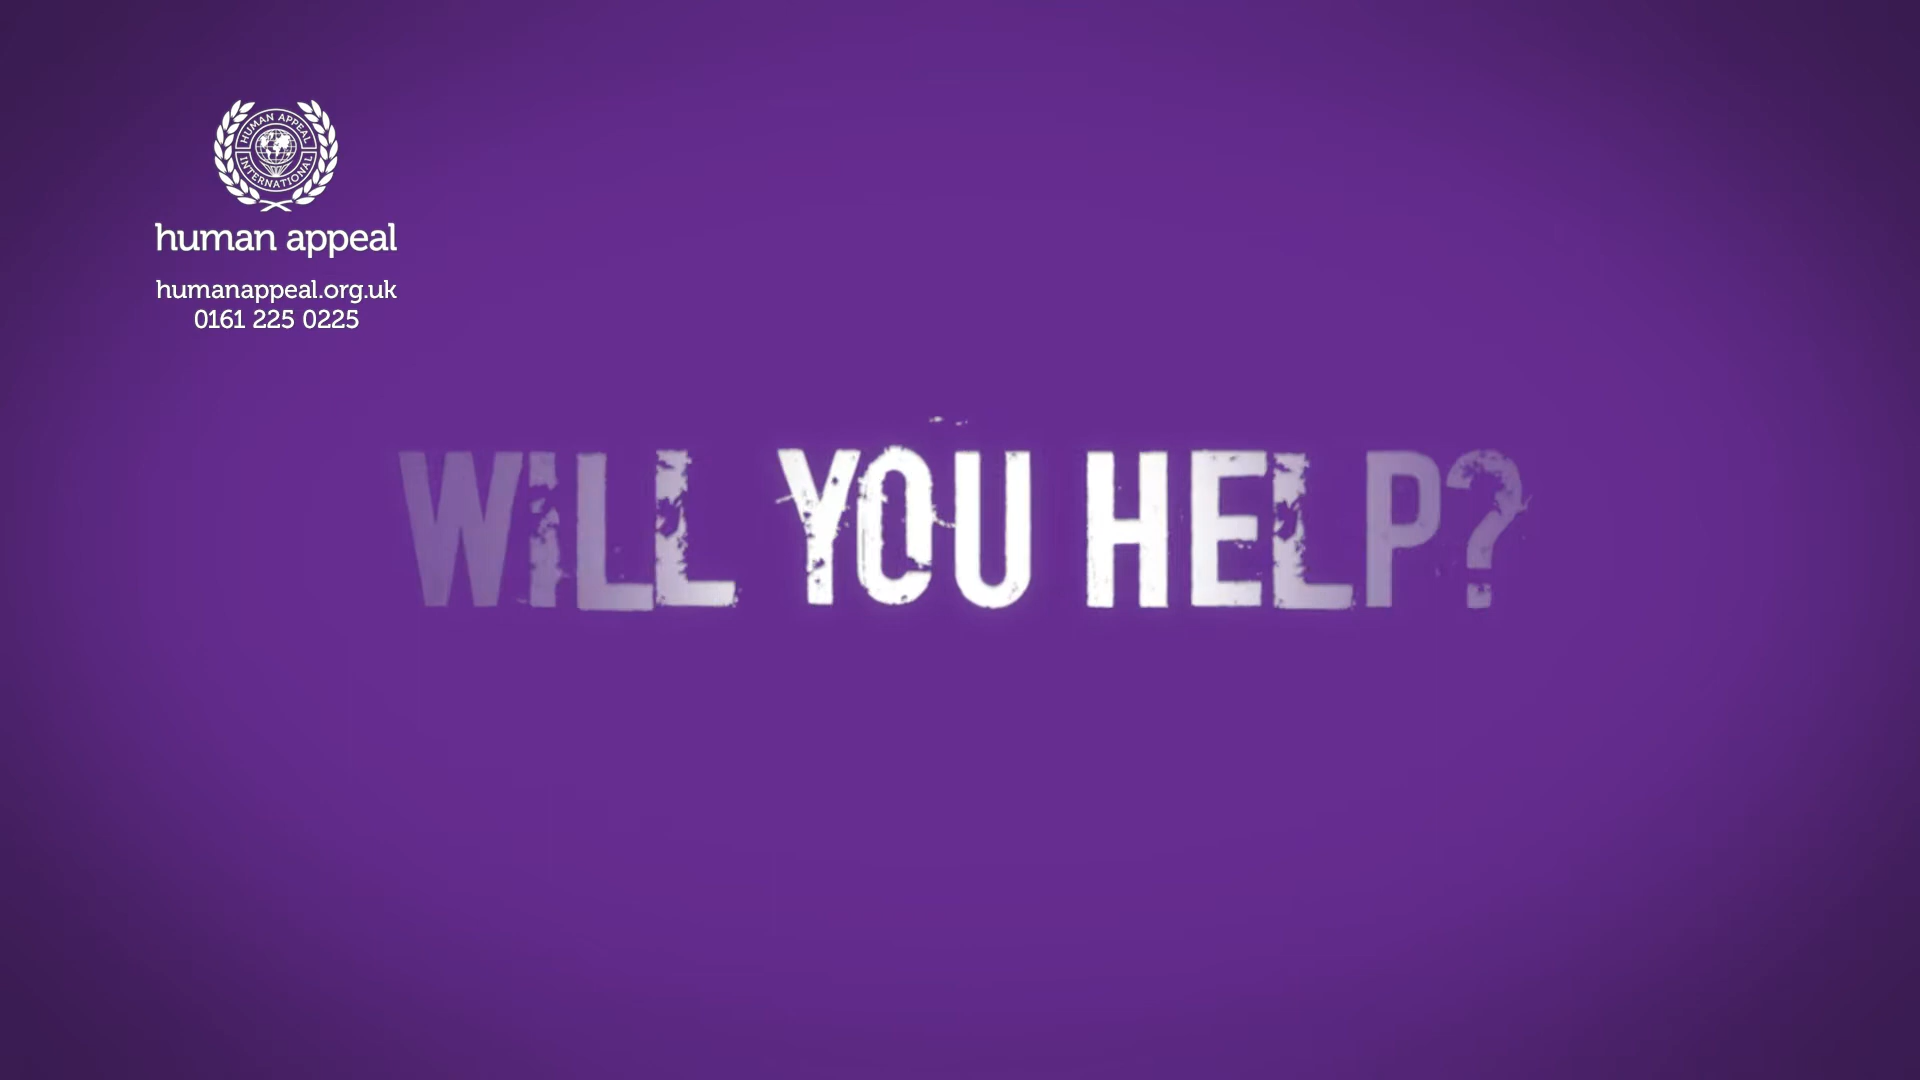 HUMAN APPEAL
INTERNATIONAL
human appeal
humanappeal.org.uk
0161 225 0225
WILL YOU HELP?